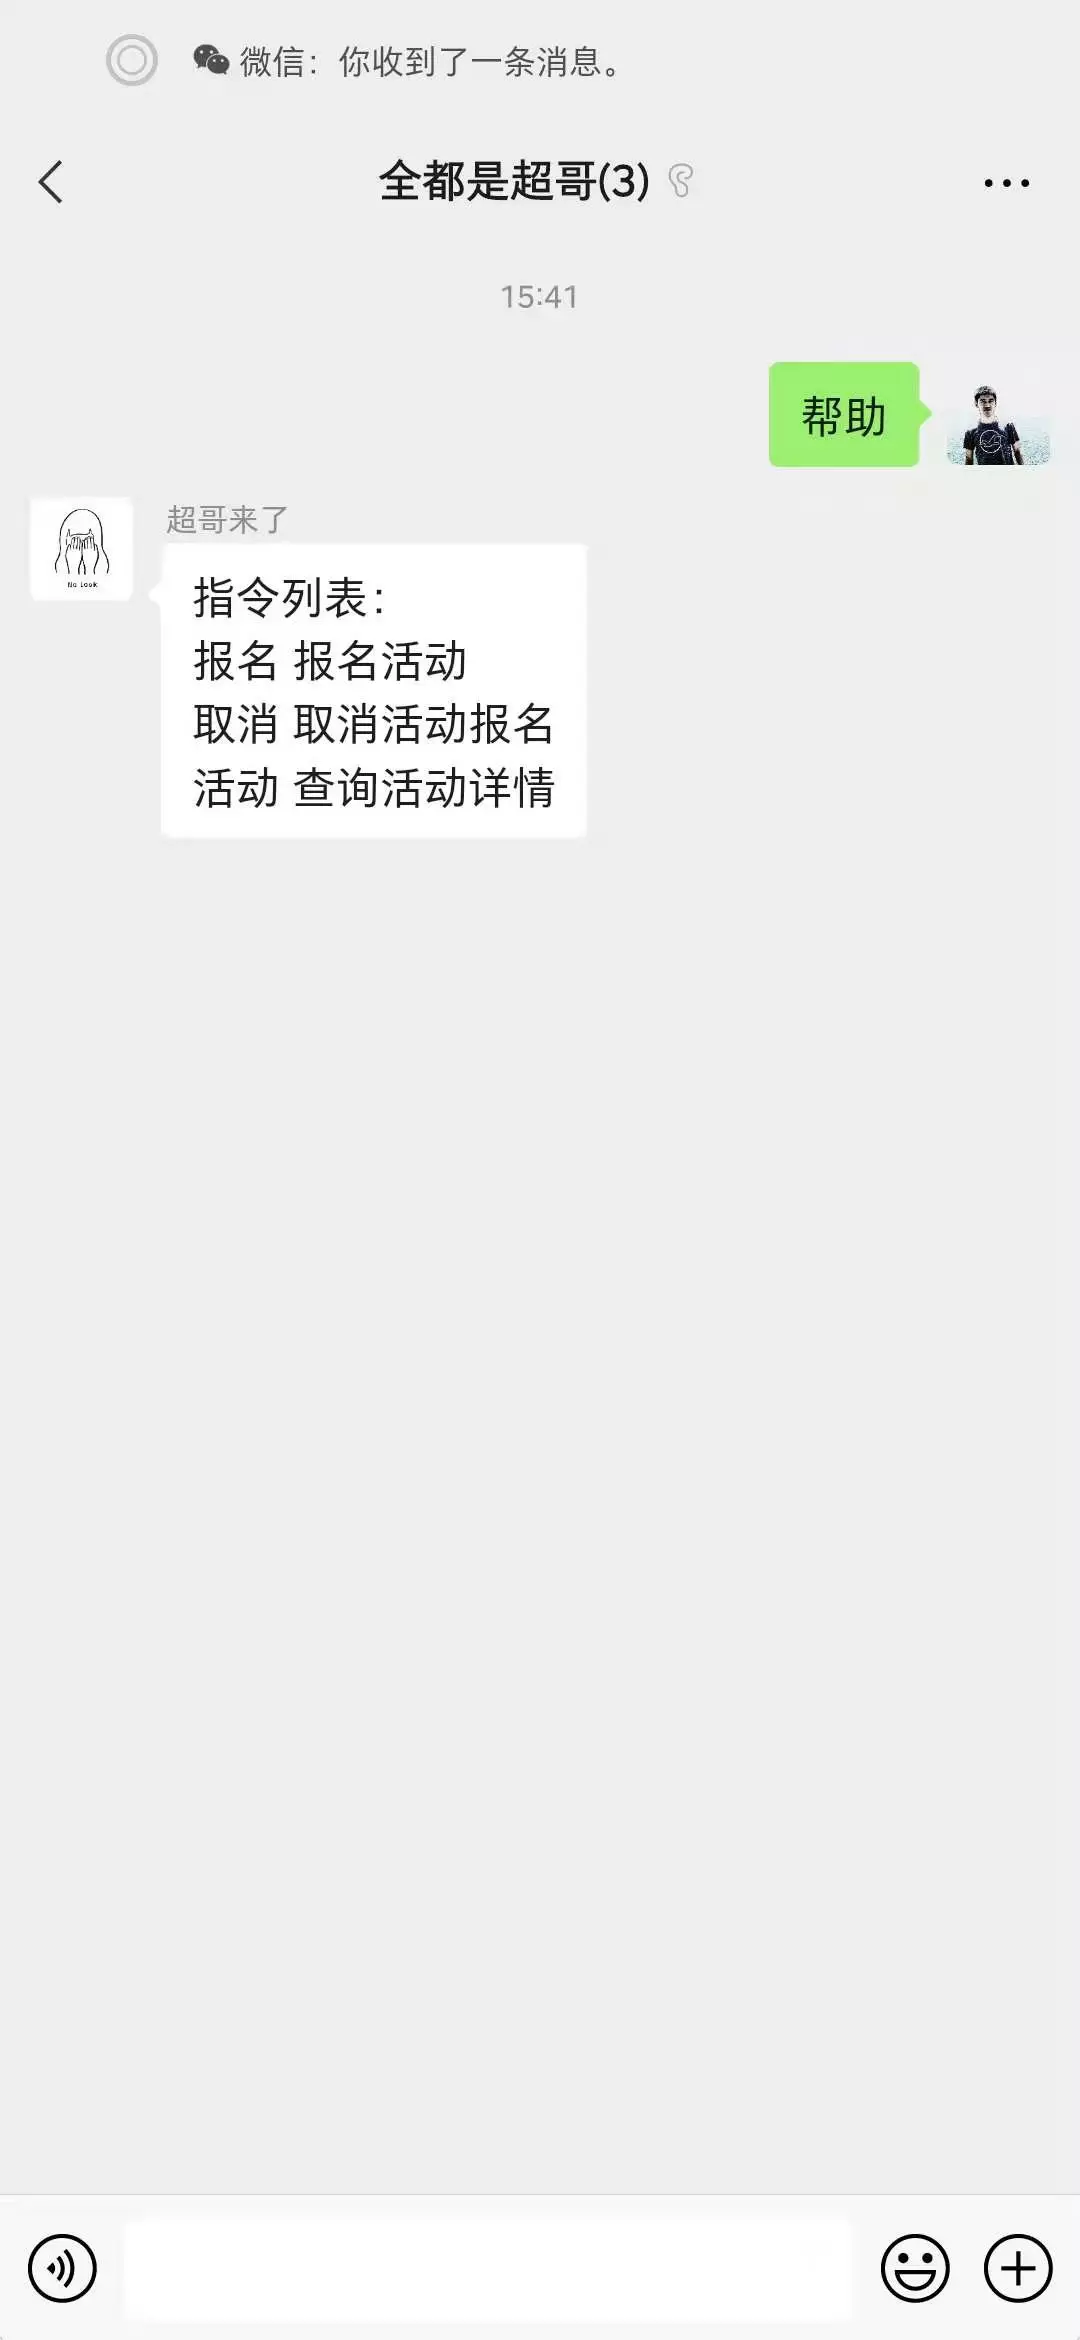 微信：你收到了一条消息。
全都是超哥(3)
15:41
帮助
超哥来了
No Look
指令列表：
报名 报名活动
取消 取消活动报名
活动 查询活动详情